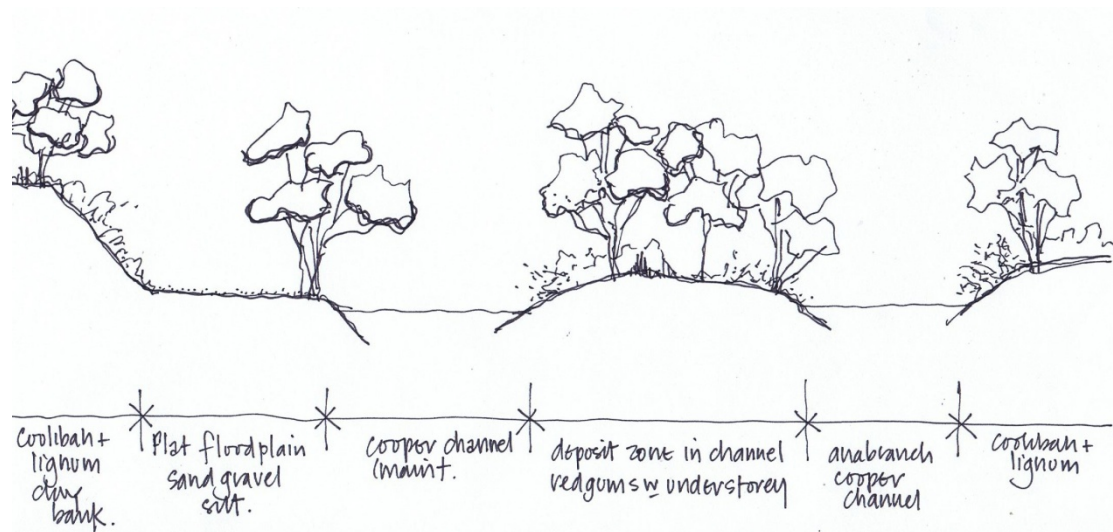 coolibah +
lignum
clay
bank.
flat floodplain
sand gravel
silt.
cooper channel
deposit zone in channel
redgums w understorey
anabranch
cooper
channel
coolibah +
lignum